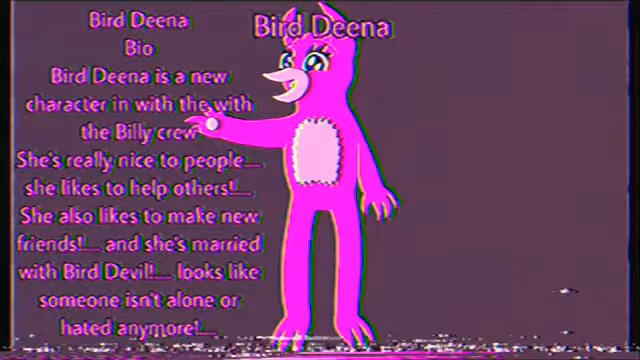 Bird Deena
Bird Deena
Bio
Bird Deena is a new
character in with the with
the Billy crew
She's really nice to people....
she likes to help others!....
She also likes to make new
friends!.... and she's married
with Bird Devil!.... looks like
someone isn't alone or
hated anymore!....